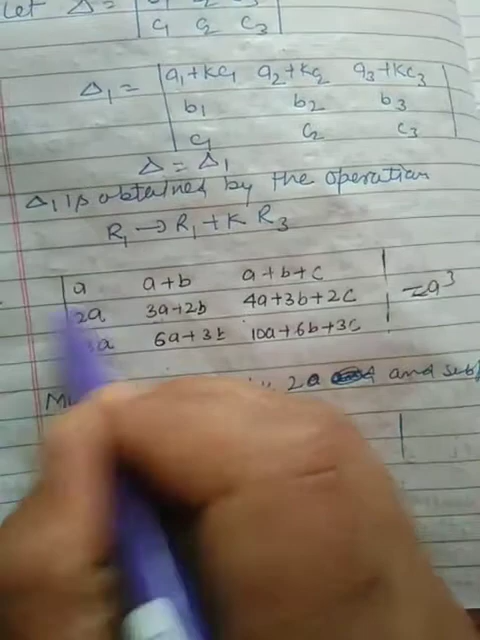 Let Δ =
c₁ c₂ c₃
Δ₁ = | a₁+Kc₁ a₂+Kc₂ a₃+Kc₃ |
b₁ b₂ b₃
c₁ c₂ c₃
Δ = Δ₁
Δ₁ is obtained by the operation
R₁ → R₁ + K R₃
| a a+b a+b+c |
2a 3a+2b 4a+3b+2c = a³
3a 6a+3b 10a+6b+3c
2a and